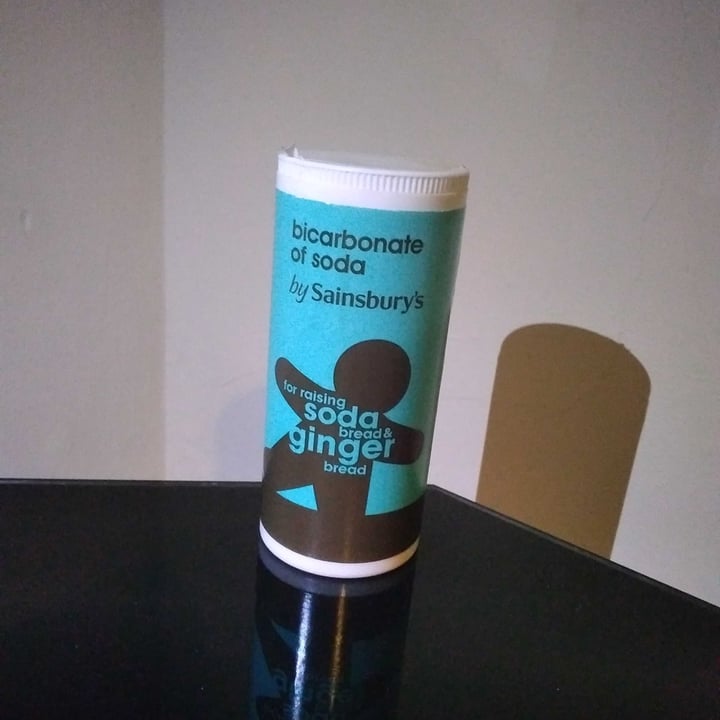 bicarbonate
of soda
by Sainsbury's
for raising
soda
bread &
ginger
bread